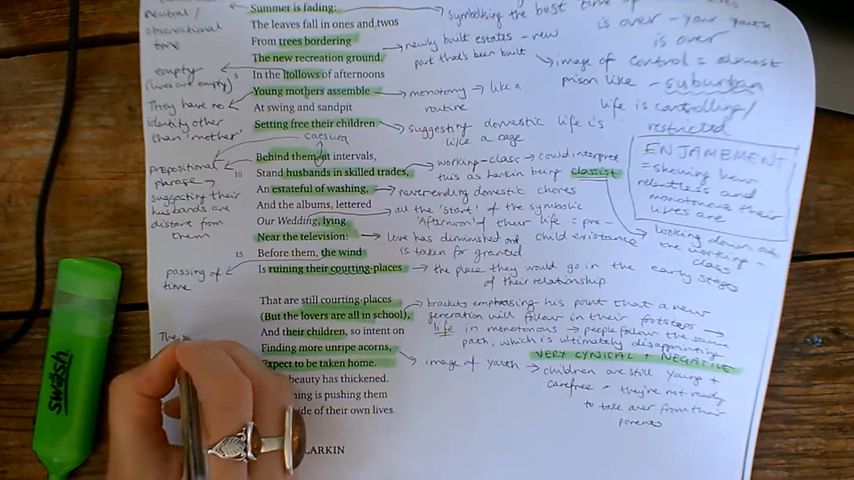 Summer is fading:
The leaves fall in ones and twos
From trees bordering
The new recreation ground.
In the hollows of afternoons
Young mothers assemble
At swing and sandpit
Setting free their children
Behind them, at intervals,
10
Stand husbands in skilled trades,
An estateful of washing,
And the albums, lettered
Our Wedding, lying
Near the television:
15
Before them, the wind
Is ruining their courting-places
That are still courting-places
(But the lovers are all in school),
And their children, so intent on
Finding more unripe acorns,
Expect to be taken home.
beauty has thickened.
is pushing them
side of their own lives.
LARKIN
neutral /
observational
tone
empty
(lives are empty)
They have no
identity other
than 'mother'
prepositional
phrase
suggesting their
husbands are
distant from
them
passing of
time
The
caesura
symbolising the best time of
is over - your youth
is over
newly built estates - new
part that's been built
image of control = almost
prison like - suburban
life is controlling/
restricted
monotony → like a
routine
suggesting domestic life is
like a cage
ENJAMEMENT
= showing how
relentless and
monotonous their
lives are
working-class → could interpret
this as Larkin being classist
looking down on
the working-
class
neverending domestic chores
all the 'start' of the symbolic
'Afternoon' of their life = pre-
child existance
love has diminished and
is taken for granted
the place they would go in the early stages
of their relationship
brackets emphasising his point that a new
generation will follow in their footsteps →
life is monotonous → people follow the same
path, which is ultimately disappointing
VERY CYNICAL + NEGATIVE
image of youth → children are still young +
carefree - they're not ready
to take over from their
parents
swäsh